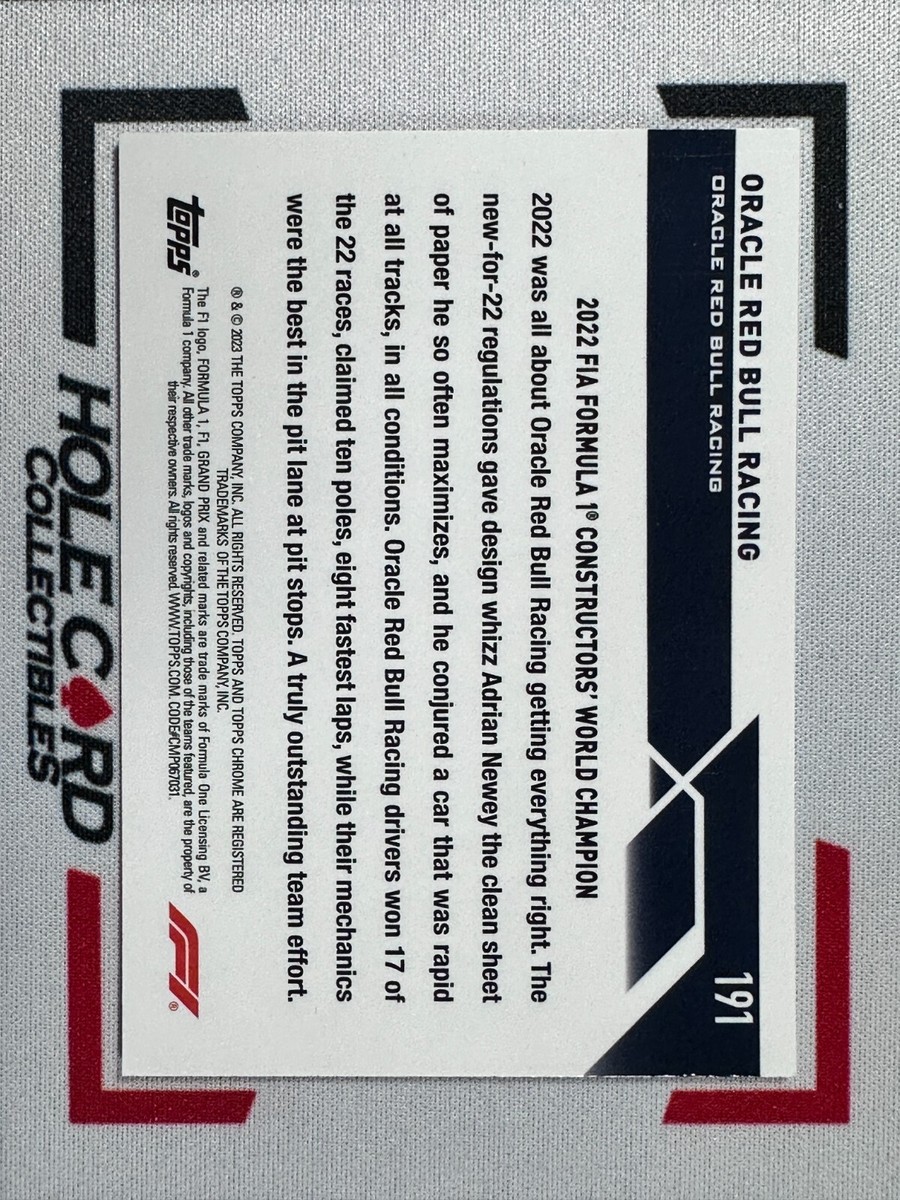 ORACLE RED BULL RACING
ORACLE RED BULL RACING
191
2022 FIA FORMULA 1® CONSTRUCTORS' WORLD CHAMPION
2022 was all about Oracle Red Bull Racing getting everything right. The
new-for-22 regulations gave design whizz Adrian Newey the clean sheet
of paper he so often maximizes, and he conjured a car that was rapid
at all tracks, in all conditions. Oracle Red Bull Racing drivers won 17 of
the 22 races, claimed ten poles, eight fastest laps, while their mechanics
were the best in the pit lane at pit stops. A truly outstanding team effort.
® & © 2023 THE TOPPS COMPANY, INC. ALL RIGHTS RESERVED. TOPPS AND TOPPS CHROME ARE REGISTERED
TRADEMARKS OF THE TOPPS COMPANY, INC.
The F1 logo, FORMULA 1, F1, GRAND PRIX and related marks are trade marks of Formula One Licensing BV, a
Formula 1 company. All other trade marks, logos and copyrights, including those of the teams featured, are the property of
their respective owners. All rights reserved. WWW.TOPPS.COM. CODE#CMP067031.
topps®
F1®
HOLECARD
COLLECTIBLES